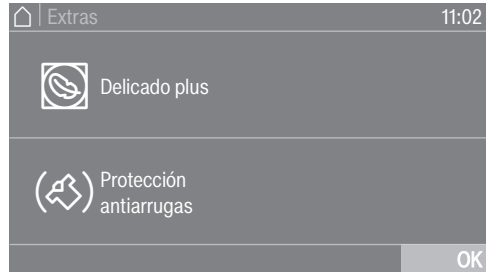 Extras 11:02
Delicado plus
Protección
antiarrugas
OK